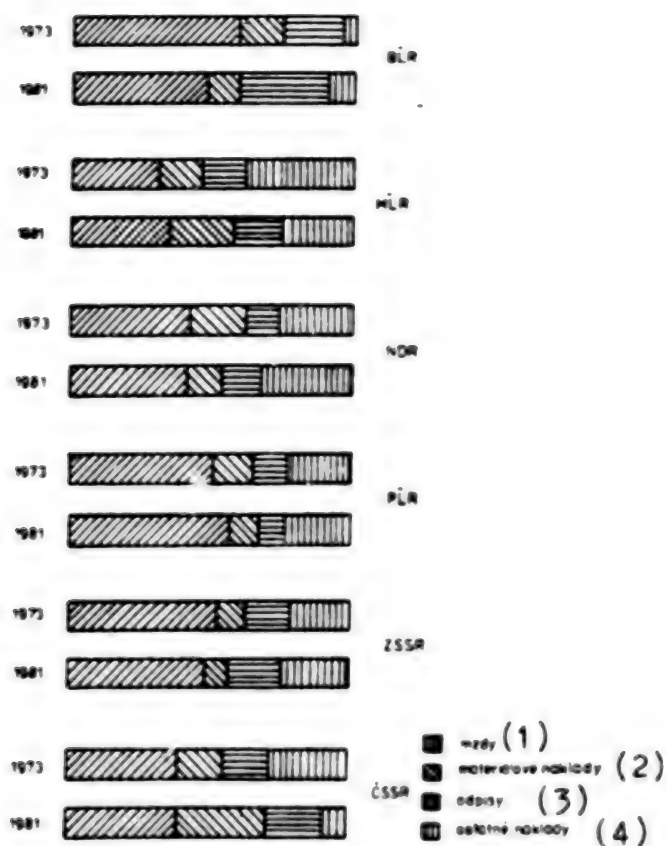 1973
BĽR
1981
1973
MĽR
1981
1973
NDR
1981
1973
PĽR
1981
1973
ZSSR
1981
1973
ČSSR
1981
mzdy (1)
materiálové náklady (2)
odpisy (3)
ostatné náklady (4)